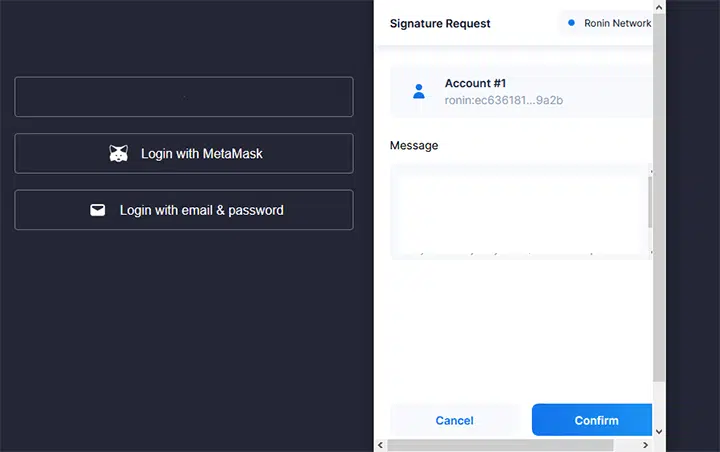 Signature Request
Ronin Network
Account #1
ronin:ec636181...9a2b
Login with MetaMask
Message
Login with email & password
Cancel
Confirm